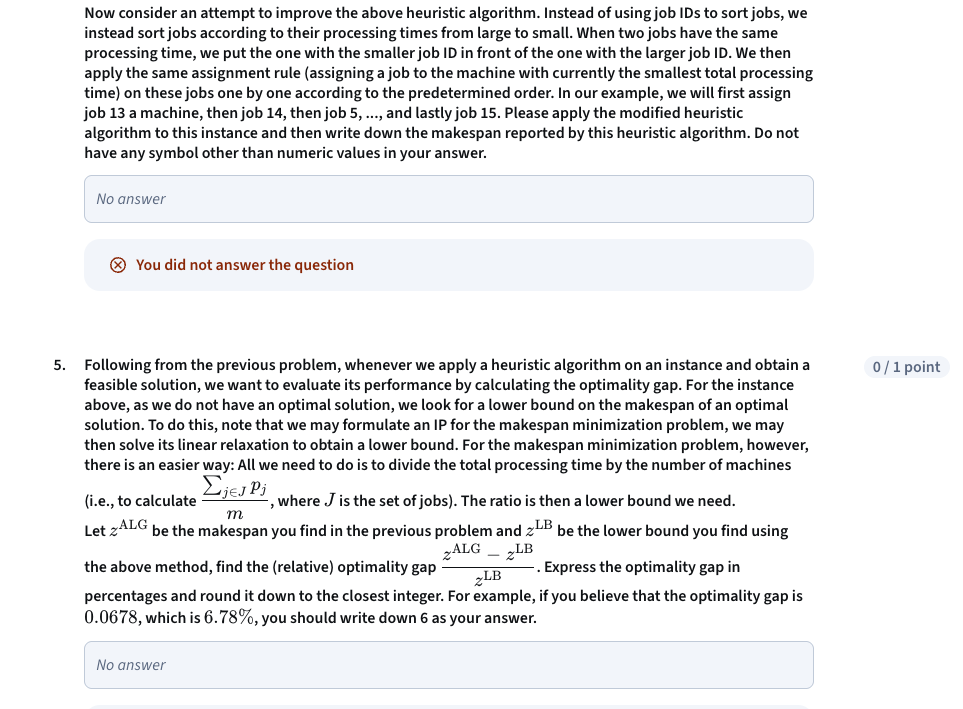 Now consider an attempt to improve the above heuristic algorithm. Instead of using job IDs to sort jobs, we
instead sort jobs according to their processing times from large to small. When two jobs have the same
processing time, we put the one with the smaller job ID in front of the one with the larger job ID. We then
apply the same assignment rule (assigning a job to the machine with currently the smallest total processing
time) on these jobs one by one according to the predetermined order. In our example, we will first assign
job 13 a machine, then job 14, then job 5, ..., and lastly job 15. Please apply the modified heuristic
algorithm to this instance and then write down the makespan reported by this heuristic algorithm. Do not
have any symbol other than numeric values in your answer.
No answer
You did not answer the question
5. Following from the previous problem, whenever we apply a heuristic algorithm on an instance and obtain a
0 / 1 point
feasible solution, we want to evaluate its performance by calculating the optimality gap. For the instance
above, as we do not have an optimal solution, we look for a lower bound on the makespan of an optimal
solution. To do this, note that we may formulate an IP for the makespan minimization problem, we may
then solve its linear relaxation to obtain a lower bound. For the makespan minimization problem, however,
there is an easier way: All we need to do is to divide the total processing time by the number of machines
(i.e., to calculate $\frac{\sum_{j \in J} p_j}{m}$, where $J$ is the set of jobs). The ratio is then a lower bound we need.
Let $z^{\text{ALG}}$ be the makespan you find in the previous problem and $z^{\text{LB}}$ be the lower bound you find using
the above method, find the (relative) optimality gap $\frac{z^{\text{ALG}} - z^{\text{LB}}}{z^{\text{LB}}}$. Express the optimality gap in
percentages and round it down to the closest integer. For example, if you believe that the optimality gap is
0.0678, which is 6.78%, you should write down 6 as your answer.
No answer